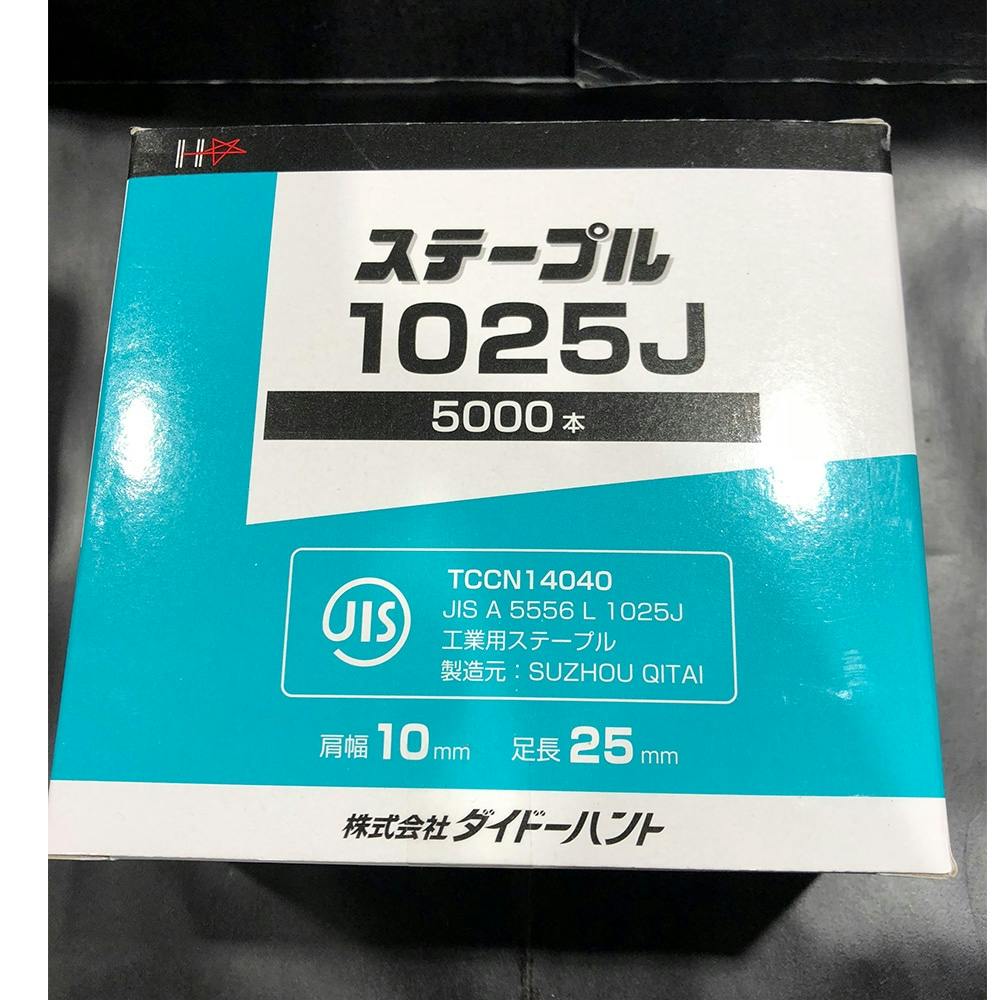 ステープル
1025J
5000本
JIS
TCCN14040
JIS A 5556 L 1025J
工業用ステープル
製造元：SUZHOU QITAI
肩幅 10mm 足長 25mm
株式会社ダイドーハント